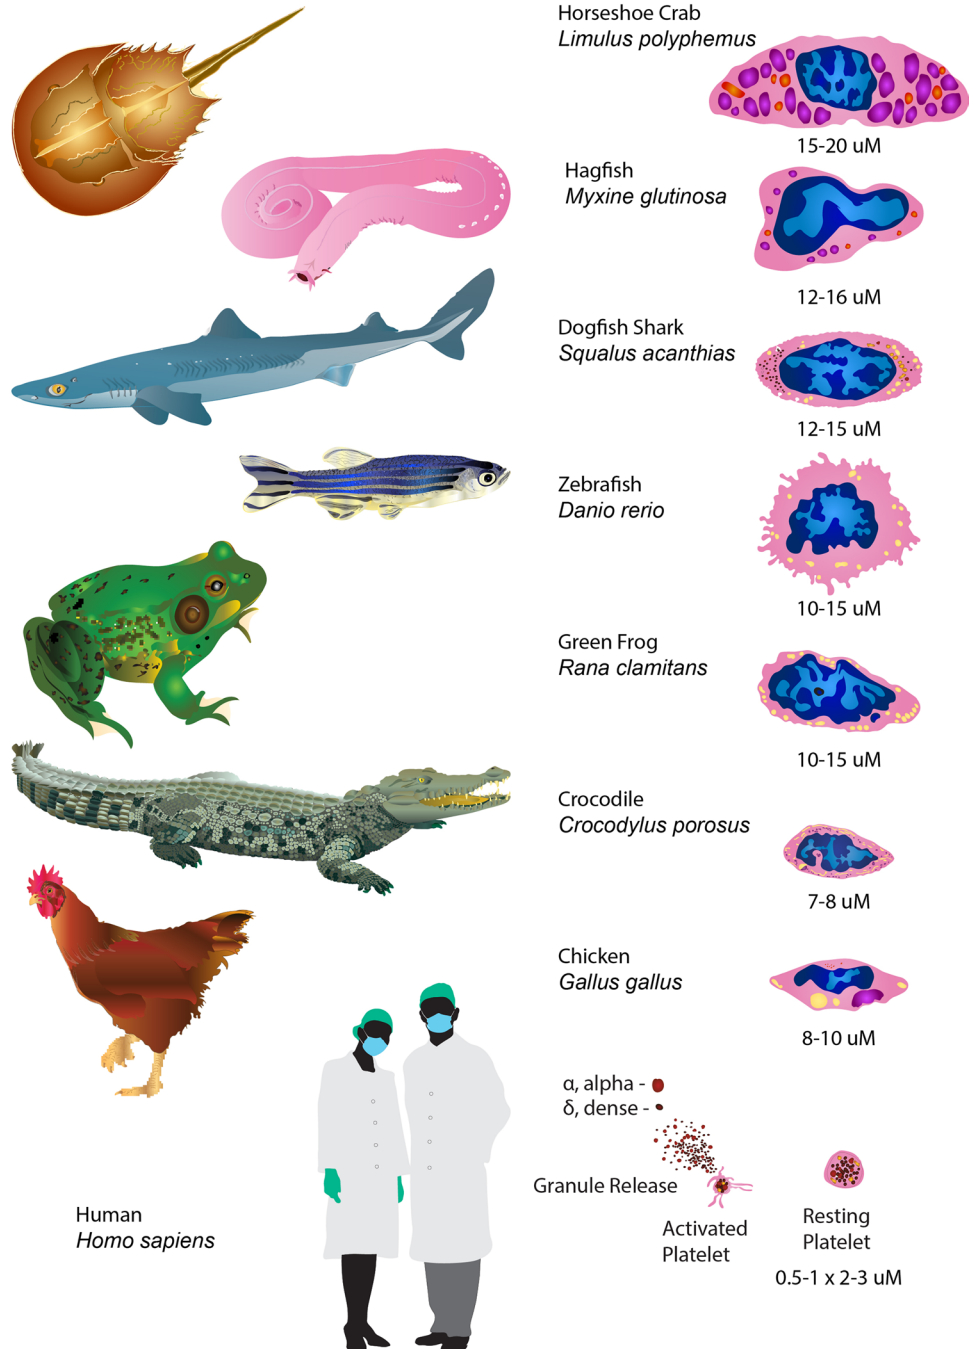 Horseshoe Crab
Limulus polyphemus
15-20 uM
Hagfish
Myxine glutinosa
12-16 uM
Dogfish Shark
Squalus acanthias
12-15 uM
Zebrafish
Danio rerio
10-15 uM
Green Frog
Rana clamitans
10-15 uM
Crocodile
Crocodylus porosus
7-8 uM
Chicken
Gallus gallus
8-10 uM
α, alpha -
δ, dense -
Granule Release
Activated
Platelet
Resting
Platelet
0.5-1 x 2-3 uM
Human
Homo sapiens